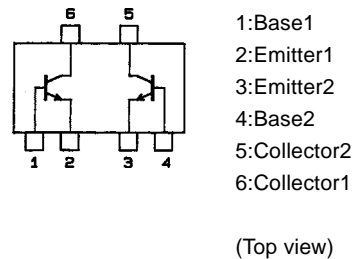 6 5
1 2 3 4
1:Base1
2:Emitter1
3:Emitter2
4:Base2
5:Collector2
6:Collector1
(Top view)